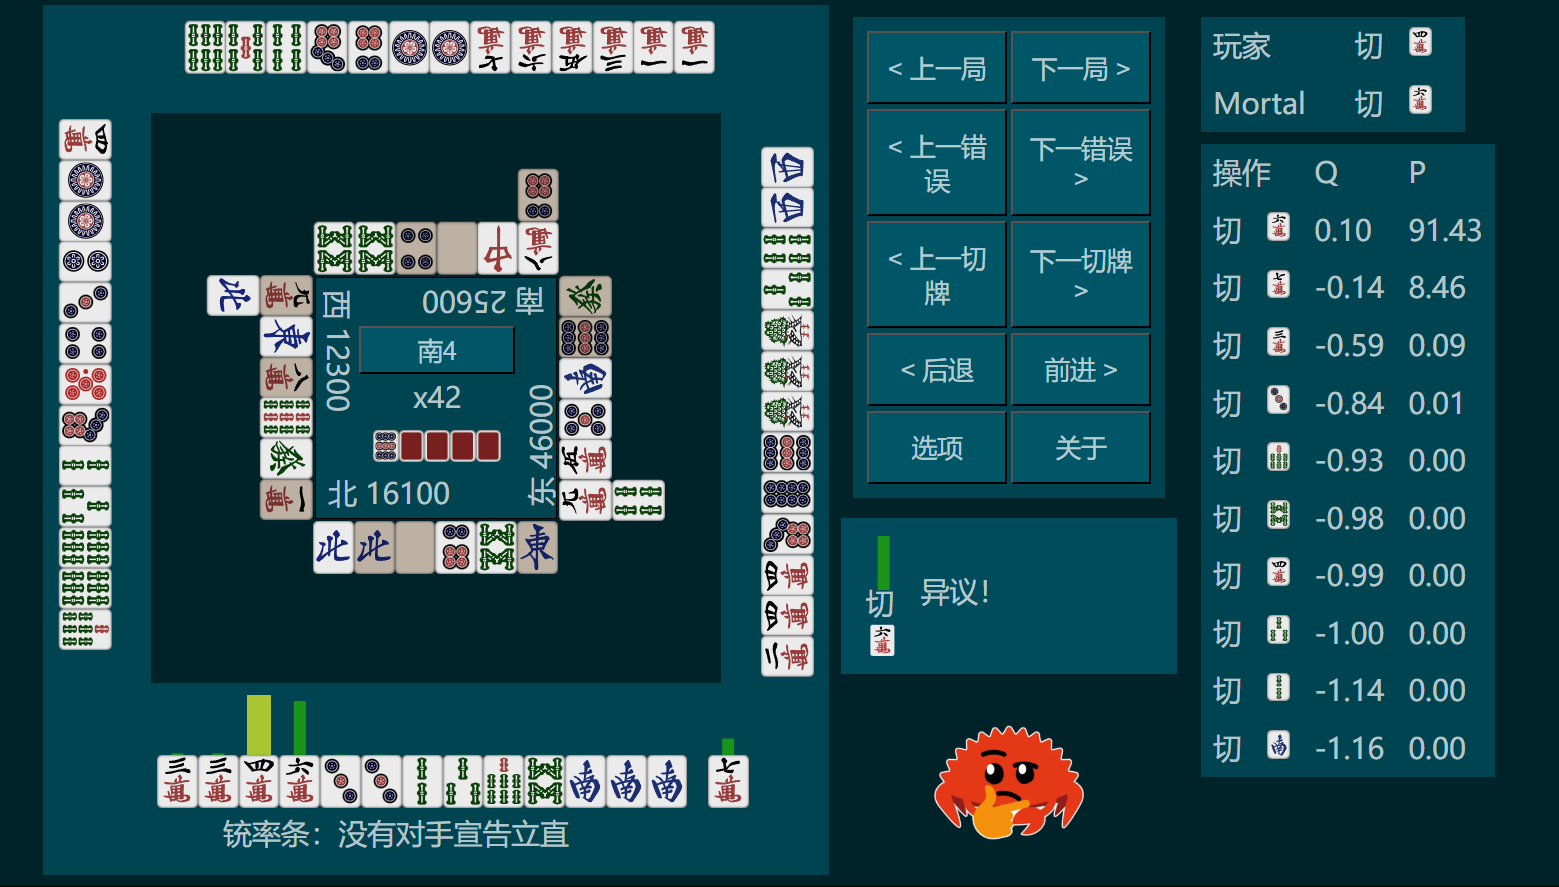 西 12300
南 25600
南4
x42
北 16100
东 46000
铳率条：没有对手宣告立直
< 上一局
下一局 >
< 上一错误
下一错误 >
< 上一切牌
下一切牌 >
< 后退
前进 >
选项
关于
切
异议!
玩家 切
Mortal 切
操作 Q P
切 0.10 91.43
切 -0.14 8.46
切 -0.59 0.09
切 -0.84 0.01
切 -0.93 0.00
切 -0.98 0.00
切 -0.99 0.00
切 -1.00 0.00
切 -1.14 0.00
切 -1.16 0.00